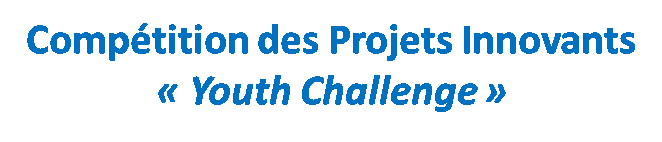 Compétition des Projets Innovants
« Youth Challenge »